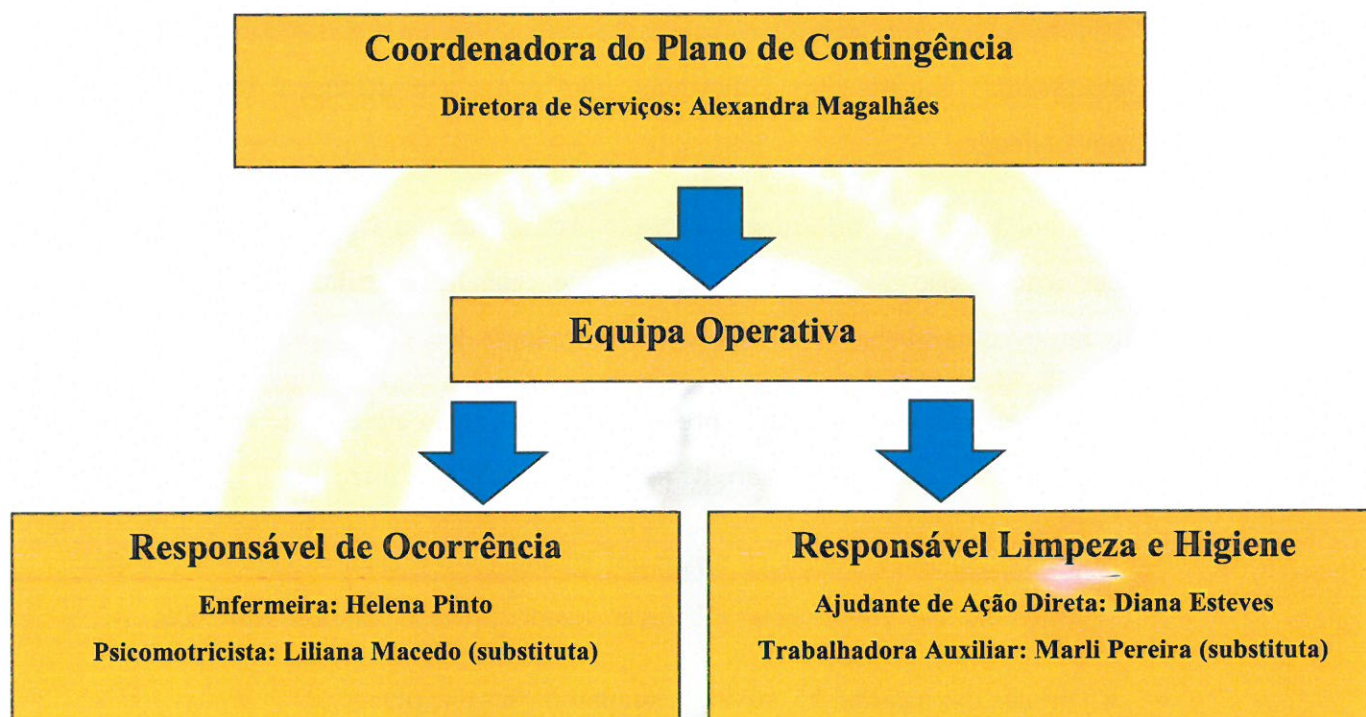 Coordenadora do Plano de Contingência
Diretora de Serviços: Alexandra Magalhães
Equipa Operativa
Responsável de Ocorrência
Enfermeira: Helena Pinto
Psicomotricista: Liliana Macedo (substituta)
Responsável Limpeza e Higiene
Ajudante de Ação Direta: Diana Esteves
Trabalhadora Auxiliar: Marli Pereira (substituta)